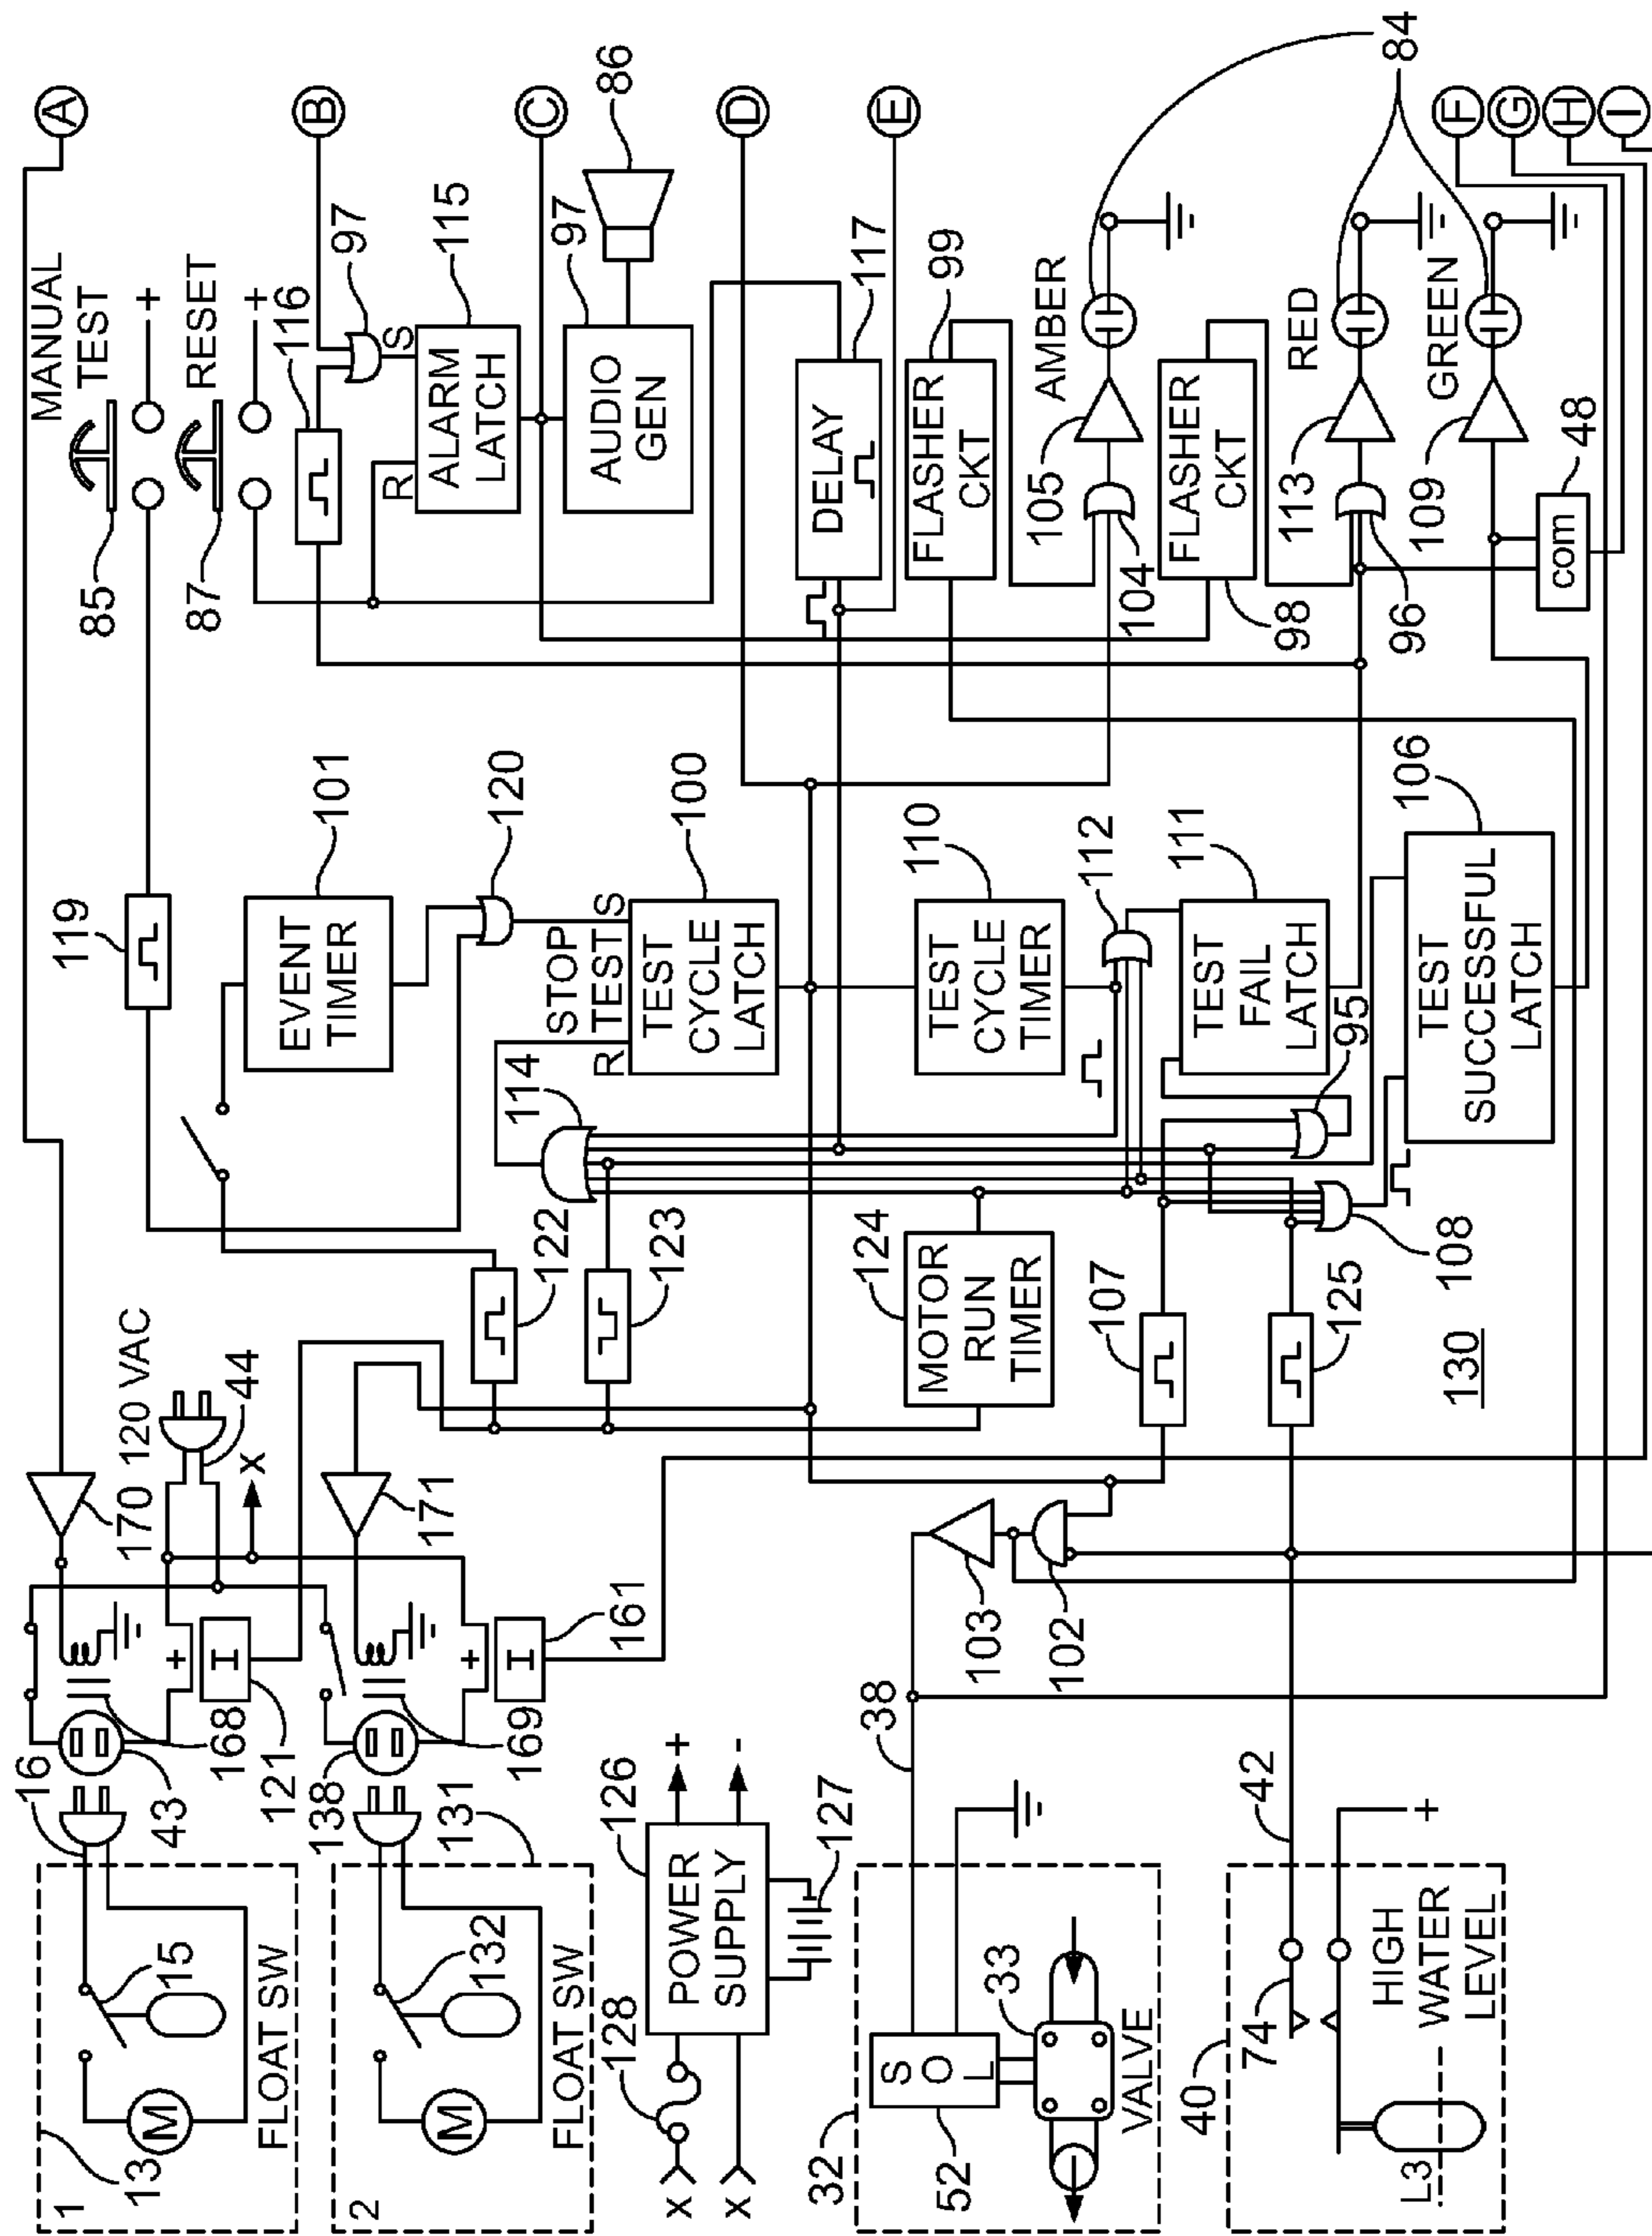 A
MANUAL
TEST
+
85
RESET
+
87
B
116
97
S
R
ALARM
LATCH
115
C
AUDIO
GEN
97
86
D
E
DELAY
117
FLASHER
CKT
99
AMBER
105
104
84
FLASHER
CKT
98
RED
113
96
GREEN
109
com
48
F
G
H
I
119
EVENT
TIMER
101
120
STOP
TEST
R
S
TEST
CYCLE
LATCH
100
114
TEST
CYCLE
TIMER
110
112
TEST
FAIL
LATCH
111
95
TEST
SUCCESSFUL
LATCH
106
108
122
123
MOTOR
RUN
TIMER
124
107
125
130
120 VAC
44
x
170
171
+
I
168
121
+
I
169
161
16
43
138
131
1
13
15
M
FLOAT SW
2
132
M
FLOAT SW
POWER
SUPPLY
126
+
-
127
128
x
x
103
102
38
32
S
O
L
52
33
VALVE
42
40
74
+
HIGH
WATER
LEVEL
L3